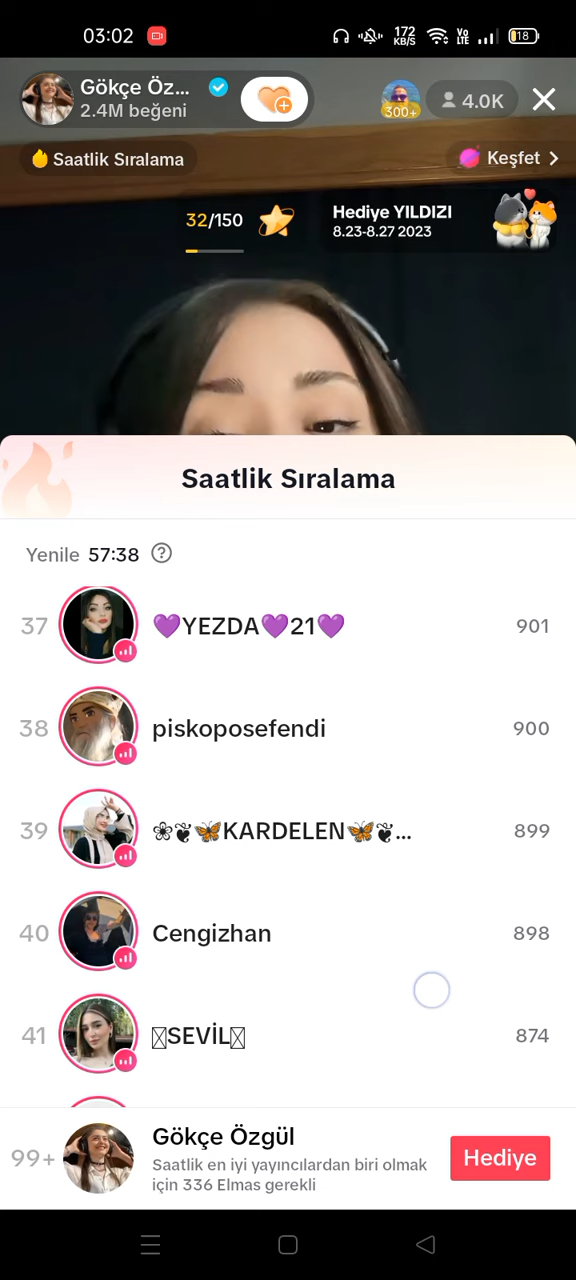 03:02
172
KB/S
Vo
LTE
18
Gökçe Öz...
2.4M beğeni
300+
4.0K
Saatlik Sıralama
Keşfet
32/150
Hediye YILDIZI
8.23-8.27 2023
Saatlik Sıralama
Yenile 57:38 ?
37 💜YEZDA💜21💜 901
38 piskoposefendi 900
39 ❀❦🦋KARDELEN🦋❦... 899
40 Cengizhan 898
41 SEVİL 874
99+ Gökçe Özgül
Saatlik en iyi yayıncılardan biri olmak
için 336 Elmas gerekli
Hediye